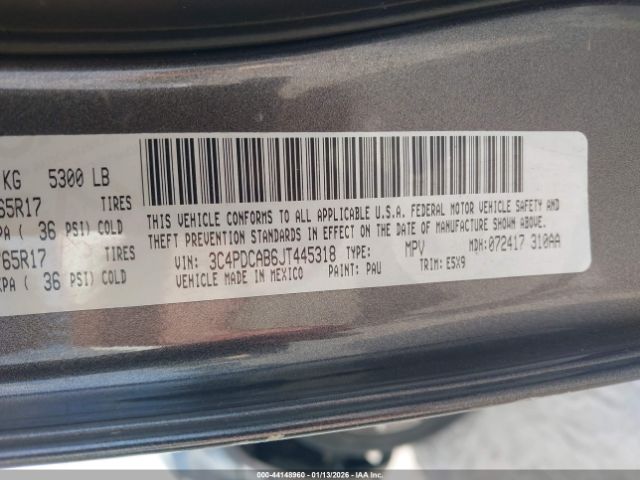 KG 5300 LB
65R17 TIRES
PA ( 36 PSI) COLD
65R17 TIRES
KPA ( 36 PSI) COLD
THIS VEHICLE CONFORMS TO ALL APPLICABLE U.S.A. FEDERAL MOTOR VEHICLE SAFETY AND
THEFT PREVENTION STANDARDS IN EFFECT ON THE DATE OF MANUFACTURE SHOWN ABOVE.
VIN: 3C4PDCAB6JT445318 TYPE: MPV MDH: 072417 310AA
VEHICLE MADE IN MEXICO PAINT: PAU TRIM: E5X9
000-44148960 — 01/13/2026 — IAAI.COM